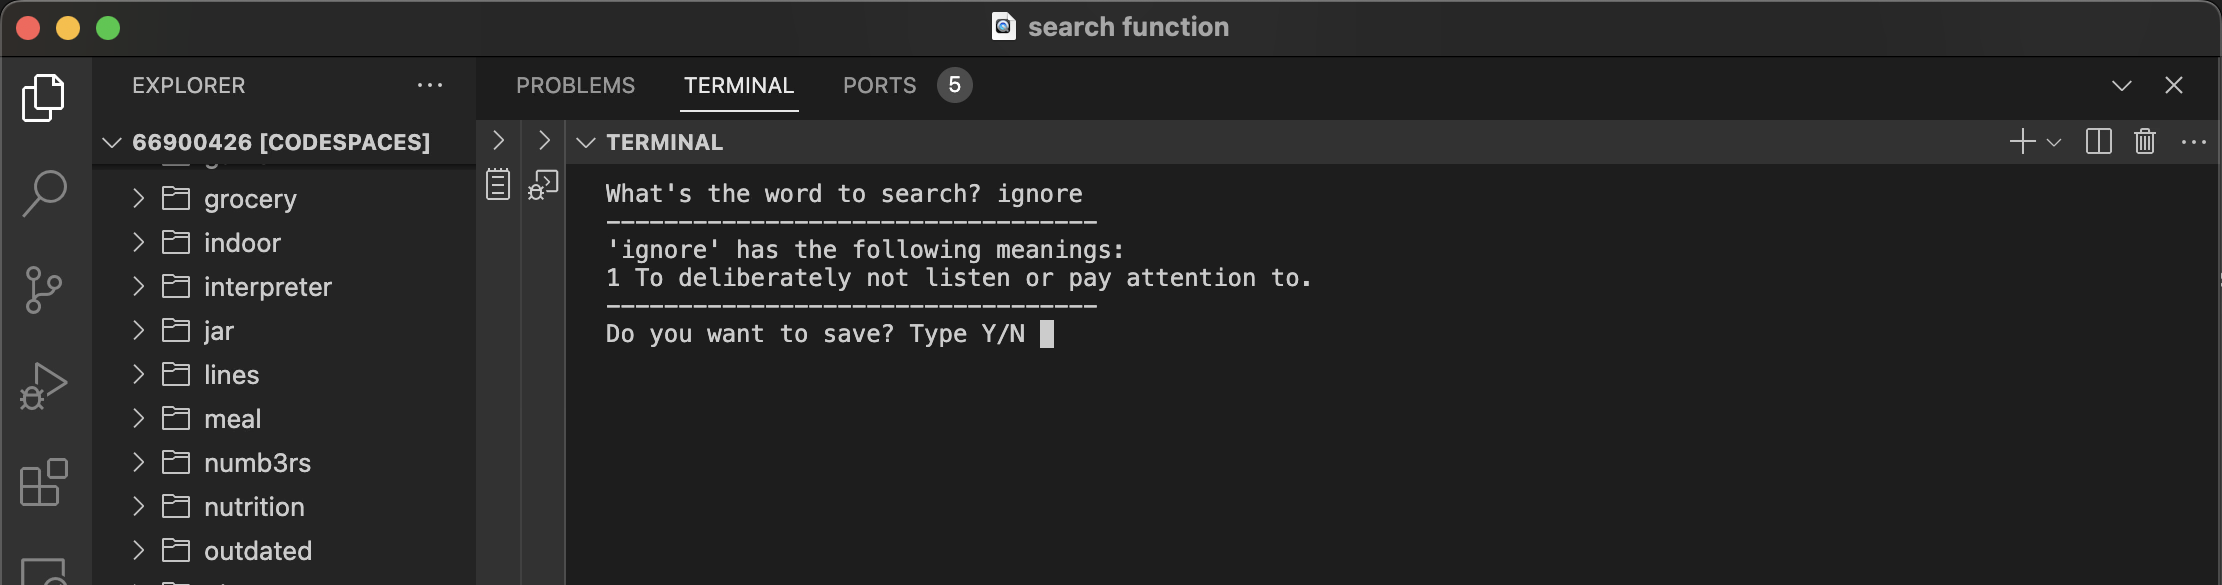 search function
EXPLORER
PROBLEMS
TERMINAL
PORTS
5
66900426 [CODESPACES]
grocery
indoor
interpreter
jar
lines
meal
numb3rs
nutrition
outdated
TERMINAL
What's the word to search? ignore
----------------------------------
'ignore' has the following meanings:
1 To deliberately not listen or pay attention to.
----------------------------------
Do you want to save? Type Y/N